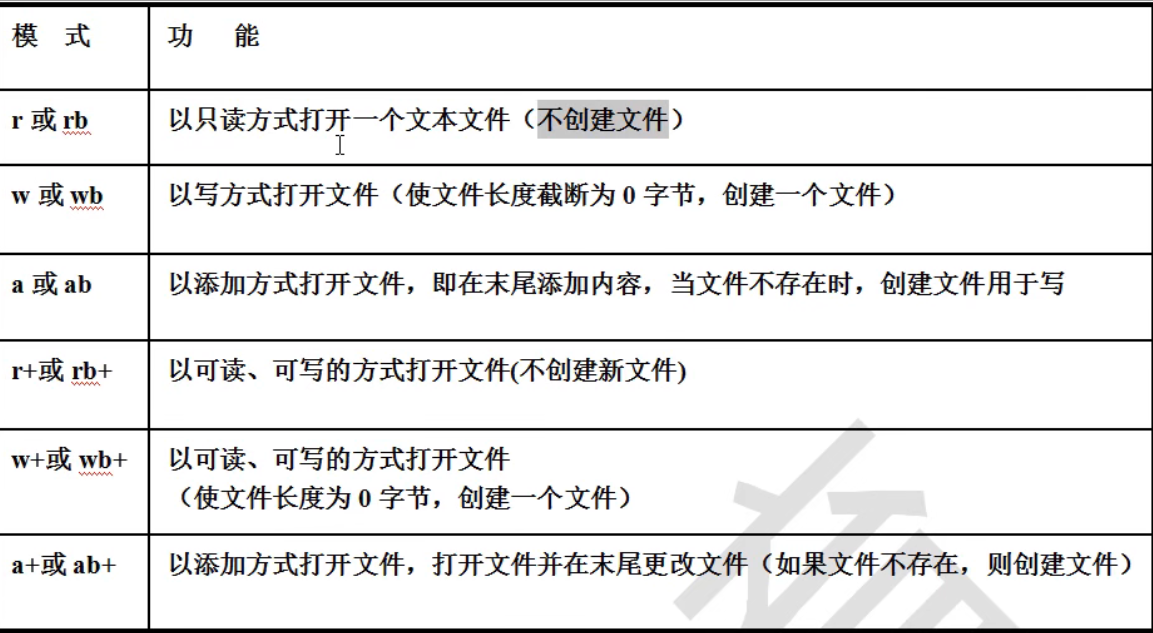 模 式 功 能
r 或 rb 以只读方式打开一个文本文件（不创建文件）
w 或 wb 以写方式打开文件（使文件长度截断为 0 字节，创建一个文件）
a 或 ab 以添加方式打开文件，即在末尾添加内容，当文件不存在时，创建文件用于写
r+或 rb+ 以可读、可写的方式打开文件(不创建新文件)
w+或 wb+ 以可读、可写的方式打开文件
（使文件长度为 0 字节，创建一个文件）
a+或 ab+ 以添加方式打开文件，打开文件并在末尾更改文件（如果文件不存在，则创建文件）